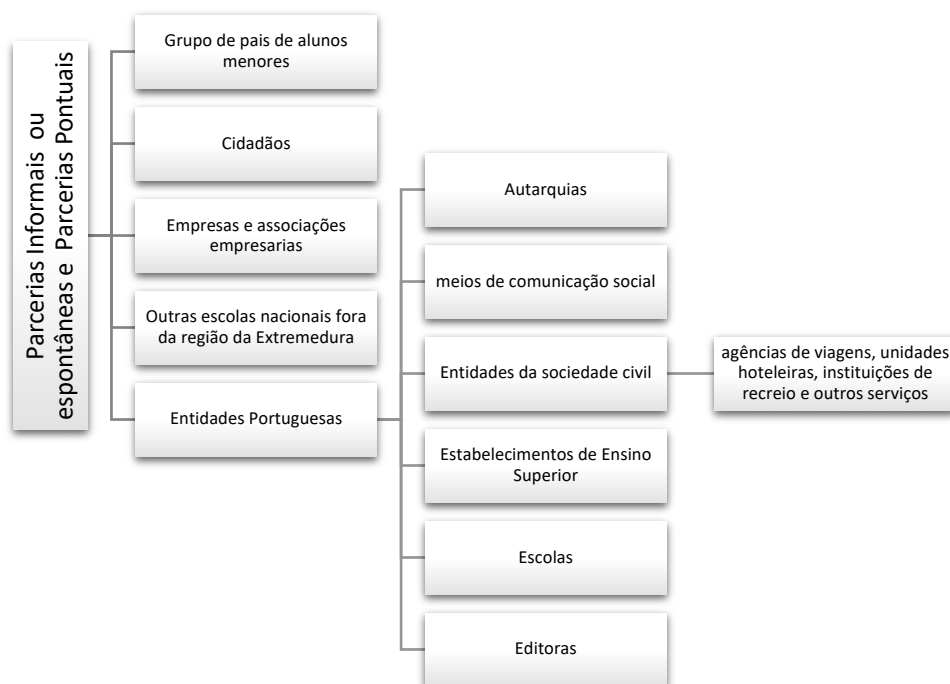 Parcerias Informais ou
espontâneas e Parcerias Pontuais
Grupo de pais de alunos
menores
Cidadãos
Empresas e associações
empresarias
Outras escolas nacionais fora
da região da Extremedura
Entidades Portuguesas
Autarquias
meios de comunicação social
Entidades da sociedade civil
Estabelecimentos de Ensino
Superior
Escolas
Editoras
agências de viagens, unidades
hoteleiras, instituições de
recreio e outros serviços